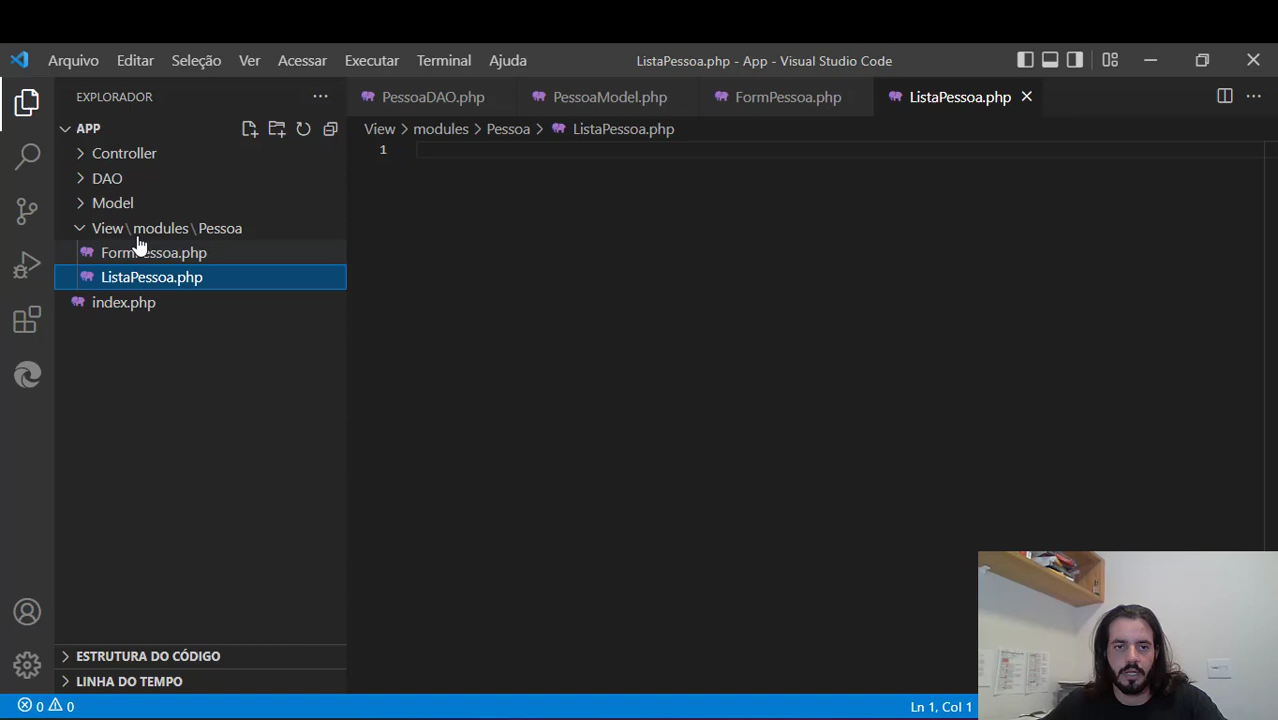 Arquivo Editar Seleção Ver Acessar Executar Terminal Ajuda ListaPessoa.php - App - Visual Studio Code
EXPLORADOR
PessoaDAO.php PessoaModel.php FormPessoa.php ListaPessoa.php
APP
View > modules > Pessoa > ListaPessoa.php
Controller
1
DAO
Model
View\modules\Pessoa
FormPessoa.php
ListaPessoa.php
index.php
ESTRUTURA DO CÓDIGO
LINHA DO TEMPO
0 0
Ln 1, Col 1